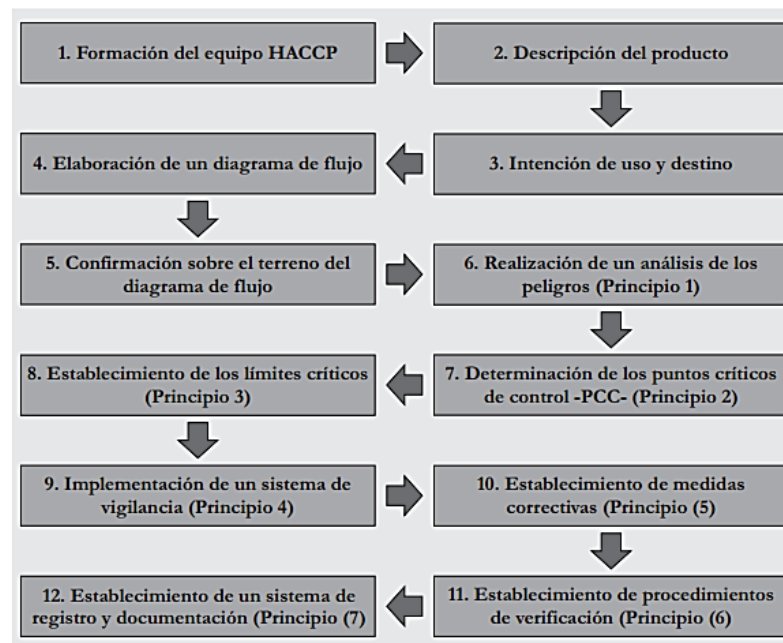 1. Formación del equipo HACCP
2. Descripción del producto
3. Intención de uso y destino
4. Elaboración de un diagrama de flujo
5. Confirmación sobre el terreno del
diagrama de flujo
6. Realización de un análisis de los
peligros (Principio 1)
7. Determinación de los puntos críticos
de control -PCC- (Principio 2)
8. Establecimiento de los límites críticos
(Principio 3)
9. Implementación de un sistema de
vigilancia (Principio 4)
10. Establecimiento de medidas
correctivas (Principio (5)
11. Establecimiento de procedimientos
de verificación (Principio (6)
12. Establecimiento de un sistema de
registro y documentación (Principio (7)